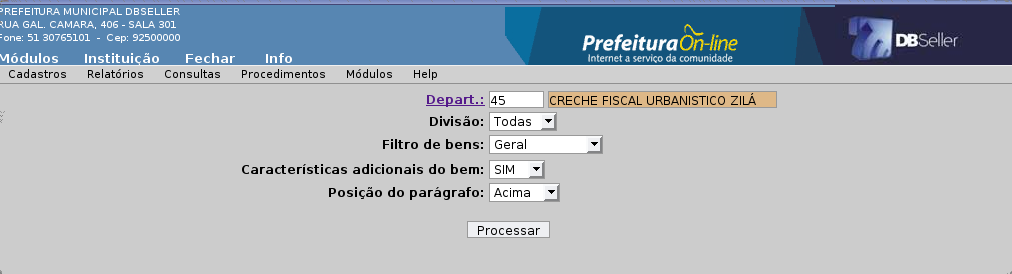 PREFEITURA MUNICIPAL DBSELLER
RUA GAL. CAMARA, 406 - SALA 301
Fone: 51 30765101 - Cep: 92500000
PrefeituraOn-line
Internet a serviço da comunidade
DBSeller
Módulos Instituição Fechar Info
Cadastros Relatórios Consultas Procedimentos Módulos Help
Depart.: 45 CRECHE FISCAL URBANISTICO ZILÁ
Divisão: Todas
Filtro de bens: Geral
Características adicionais do bem: SIM
Posição do parágrafo: Acima
Processar